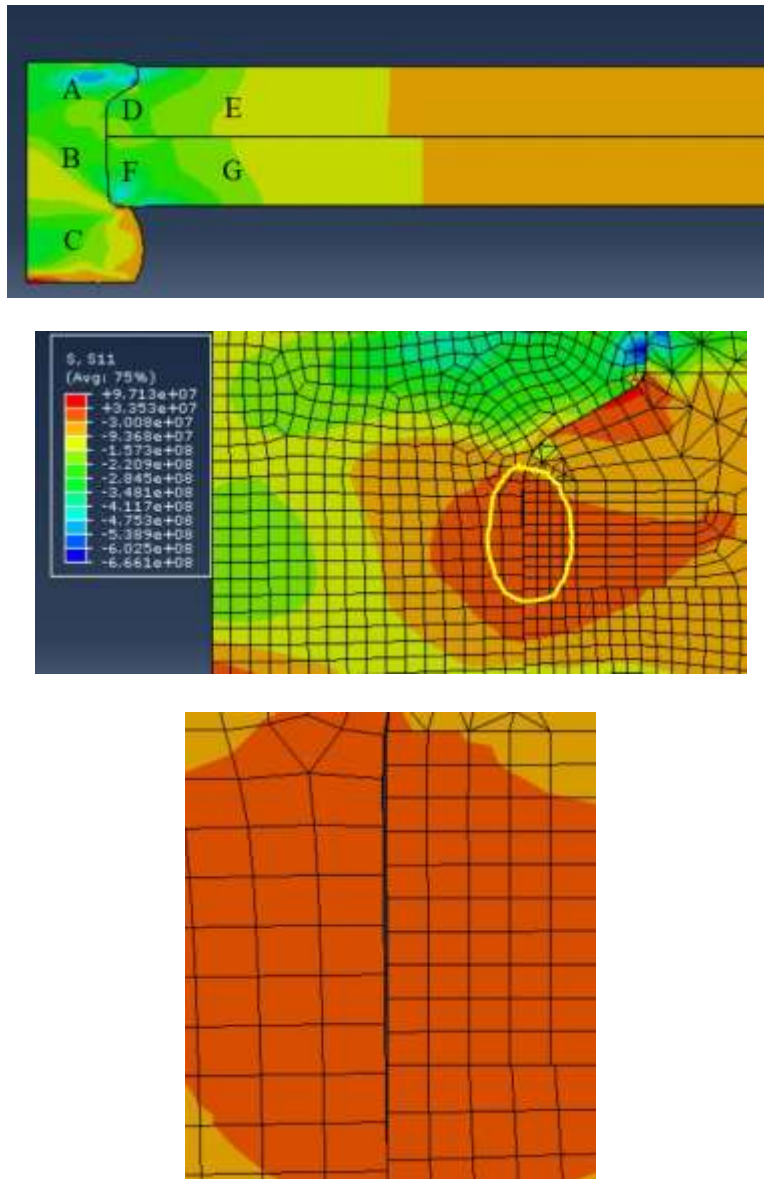 A
D
E
B
F
G
C
S, S11
(Avg: 75%)
+9.713e+07
+3.353e+07
-3.008e+07
-9.368e+07
-1.573e+08
-2.209e+08
-2.845e+08
-3.481e+08
-4.117e+08
-4.753e+08
-5.389e+08
-6.025e+08
-6.661e+08